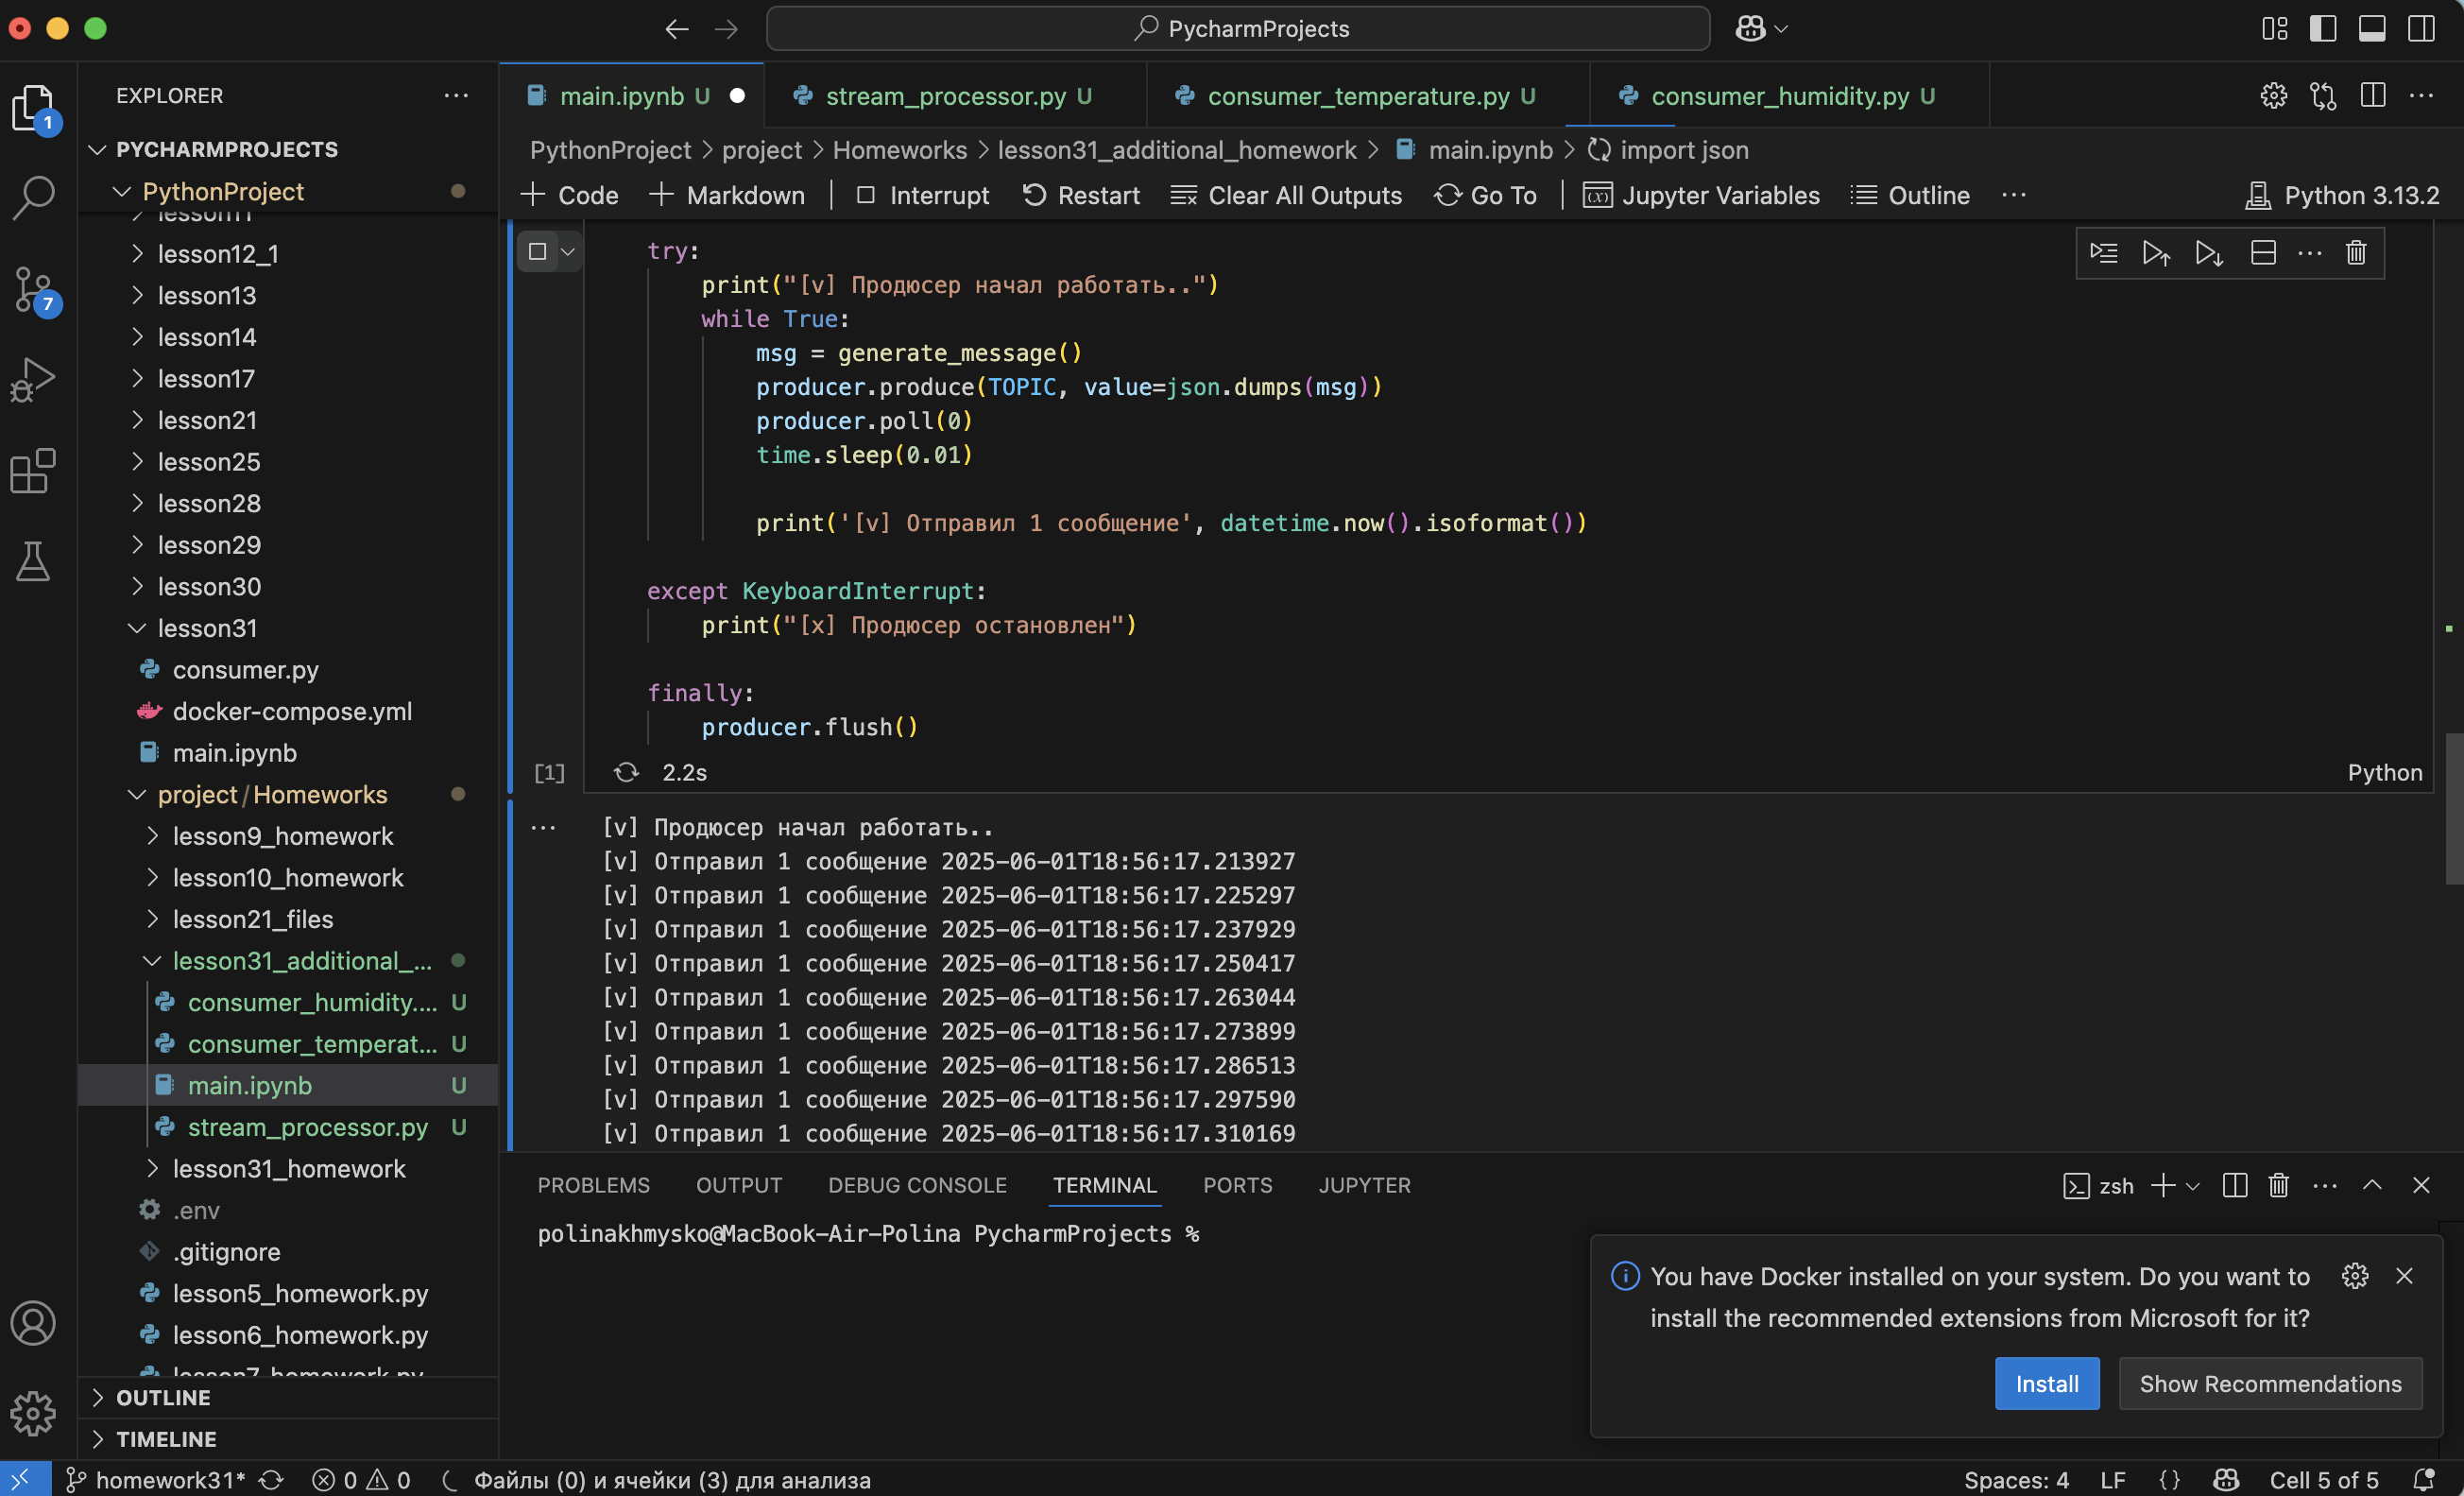 PycharmProjects
EXPLORER
1
PYCHARMPROJECTS
PythonProject
lesson11
lesson12_1
lesson13
lesson14
lesson17
lesson21
lesson25
lesson28
lesson29
lesson30
lesson31
consumer.py
docker-compose.yml
main.ipynb
project / Homeworks
lesson9_homework
lesson10_homework
lesson21_files
lesson31_additional_...
consumer_humidity.... U
consumer_temperat... U
main.ipynb U
stream_processor.py U
lesson31_homework
.env
.gitignore
lesson5_homework.py
lesson6_homework.py
lesson7_homework.py
OUTLINE
TIMELINE
7
main.ipynb U
stream_processor.py U
consumer_temperature.py U
consumer_humidity.py U
PythonProject > project > Homeworks > lesson31_additional_homework > main.ipynb > import json
Code Markdown Interrupt Restart Clear All Outputs Go To Jupyter Variables Outline ... Python 3.13.2
try:
print("[v] Продюсер начал работать..")
while True:
msg = generate_message()
producer.produce(TOPIC, value=json.dumps(msg))
producer.poll(0)
time.sleep(0.01)
print('[v] Отправил 1 сообщение', datetime.now().isoformat())
except KeyboardInterrupt:
print("[x] Продюсер остановлен")
finally:
producer.flush()
[1] 2.2s Python
... [v] Продюсер начал работать..
[v] Отправил 1 сообщение 2025-06-01T18:56:17.213927
[v] Отправил 1 сообщение 2025-06-01T18:56:17.225297
[v] Отправил 1 сообщение 2025-06-01T18:56:17.237929
[v] Отправил 1 сообщение 2025-06-01T18:56:17.250417
[v] Отправил 1 сообщение 2025-06-01T18:56:17.263044
[v] Отправил 1 сообщение 2025-06-01T18:56:17.273899
[v] Отправил 1 сообщение 2025-06-01T18:56:17.286513
[v] Отправил 1 сообщение 2025-06-01T18:56:17.297590
[v] Отправил 1 сообщение 2025-06-01T18:56:17.310169
PROBLEMS OUTPUT DEBUG CONSOLE TERMINAL PORTS JUPYTER zsh
polinakhmysko@MacBook-Air-Polina PycharmProjects %
You have Docker installed on your system. Do you want to
install the recommended extensions from Microsoft for it?
Install Show Recommendations
homework31* 0 0 Файлы (0) и ячейки (3) для анализа Spaces: 4 LF {} Cell 5 of 5